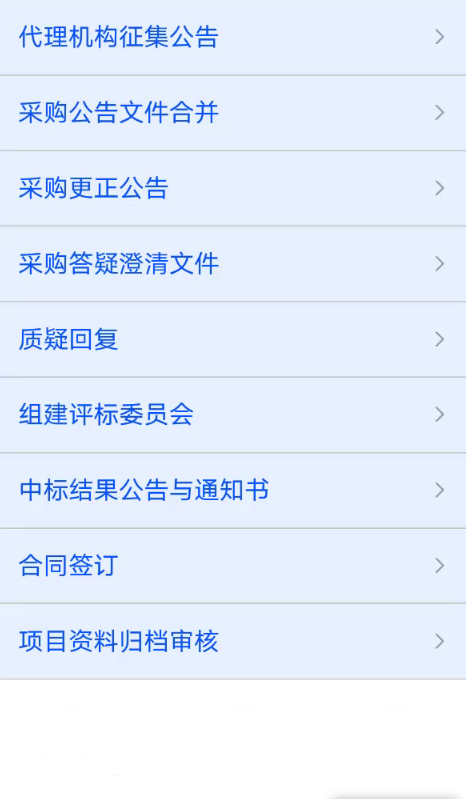 代理机构征集公告
采购公告文件合并
采购更正公告
采购答疑澄清文件
质疑回复
组建评标委员会
中标结果公告与通知书
合同签订
项目资料归档审核